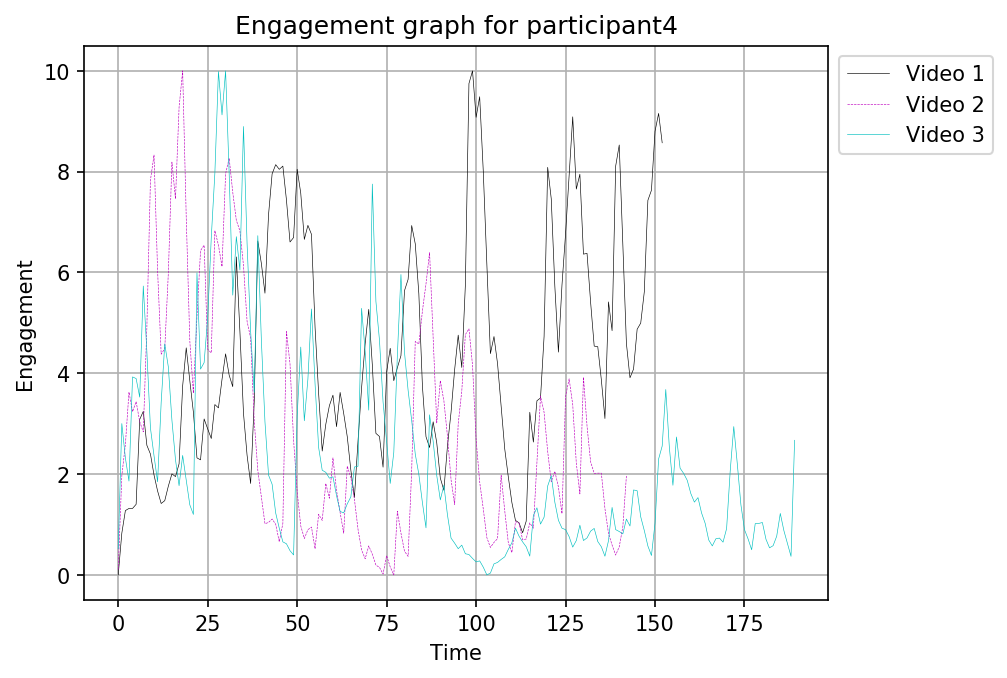 Engagement graph for participant4
Engagement
10
8
6
4
2
0
0 25 50 75 100 125 150 175
Time
Video 1
Video 2
Video 3